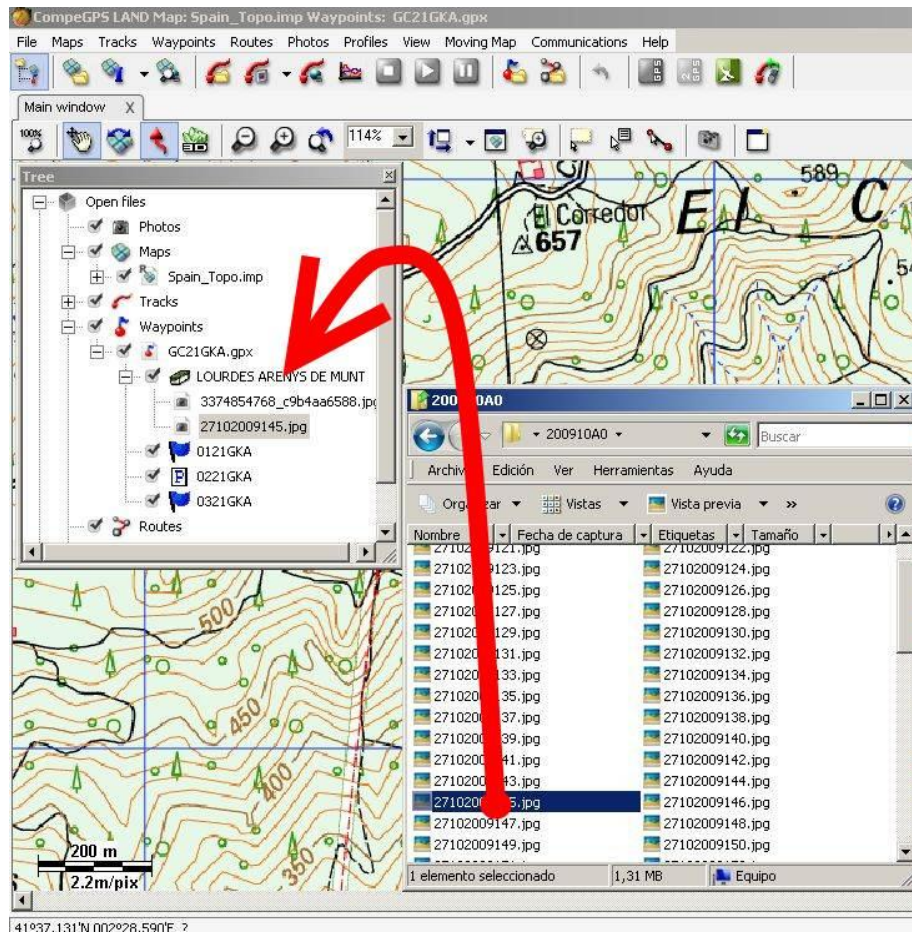 CompeGPS LAND Map: Spain_Topo.imp Waypoints: GC21GKA.gpx
File Maps Tracks Waypoints Routes Photos Profiles View Moving Map Communications Help
Main window X
100%
114%
Tree
Open files
Photos
Maps
Spain_Topo.imp
Tracks
Waypoints
GC21GKA.gpx
LOURDES ARENYS DE MUNT
3374854768_c9b4aa6588.jpg
27102009145.jpg
0121GKA
P 0221GKA
0321GKA
Routes
El Corredor
657
El C
589
200910A0
200910A0
Buscar
Edición Ver Herramientas Ayuda
Vistas Vista previa »
Nombre Fecha de captura Etiquetas Tamaño
27102009122.jpg
27102009124.jpg
27102009126.jpg
27102009128.jpg
27102009130.jpg
27102009132.jpg
27102009134.jpg
27102009136.jpg
27102009138.jpg
27102009140.jpg
27102009142.jpg
27102009144.jpg
27102009146.jpg
27102009147.jpg 27102009148.jpg
27102009149.jpg 27102009150.jpg
1 elemento seleccionado 1,31 MB Equipo
500
450
400
350
200 m
2.2m/pix
41º37.131'N 002º28.590'E ?